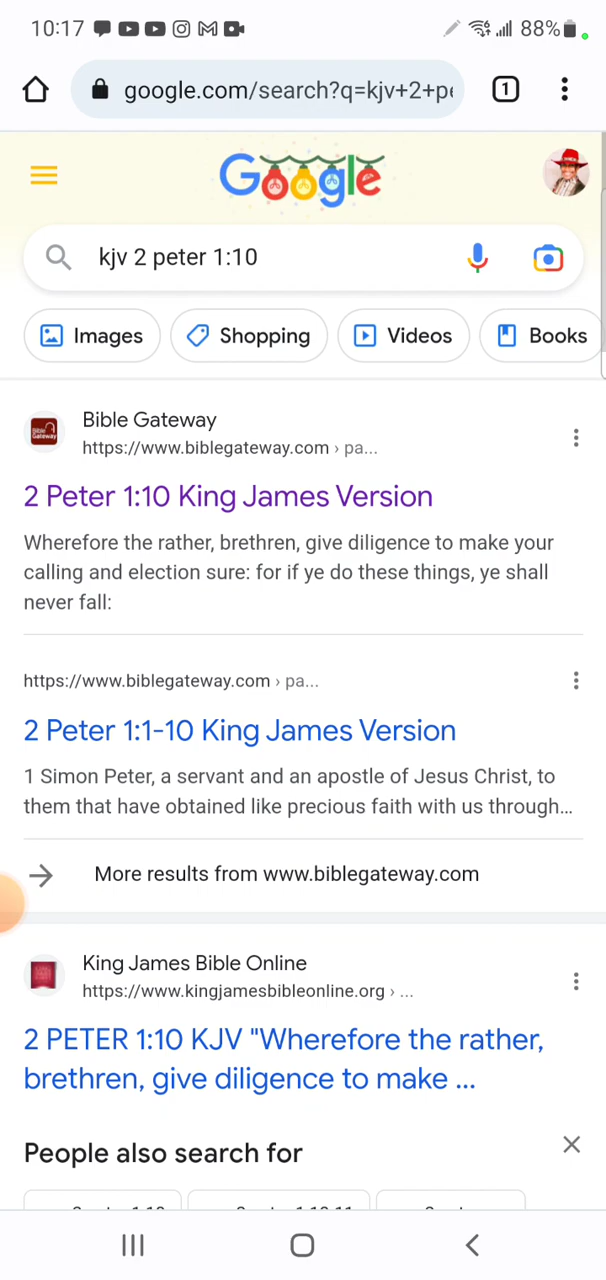 10:17 88%
google.com/search?q=kjv+2+pe 1
Google
kjv 2 peter 1:10
Images Shopping Videos Books
Bible Gateway
https://www.biblegateway.com › pa...
2 Peter 1:10 King James Version
Wherefore the rather, brethren, give diligence to make your
calling and election sure: for if ye do these things, ye shall
never fall:
https://www.biblegateway.com › pa...
2 Peter 1:1-10 King James Version
1 Simon Peter, a servant and an apostle of Jesus Christ, to
them that have obtained like precious faith with us through...
More results from www.biblegateway.com
King James Bible Online
https://www.kingjamesbibleonline.org › ...
2 PETER 1:10 KJV "Wherefore the rather,
brethren, give diligence to make ...
People also search for